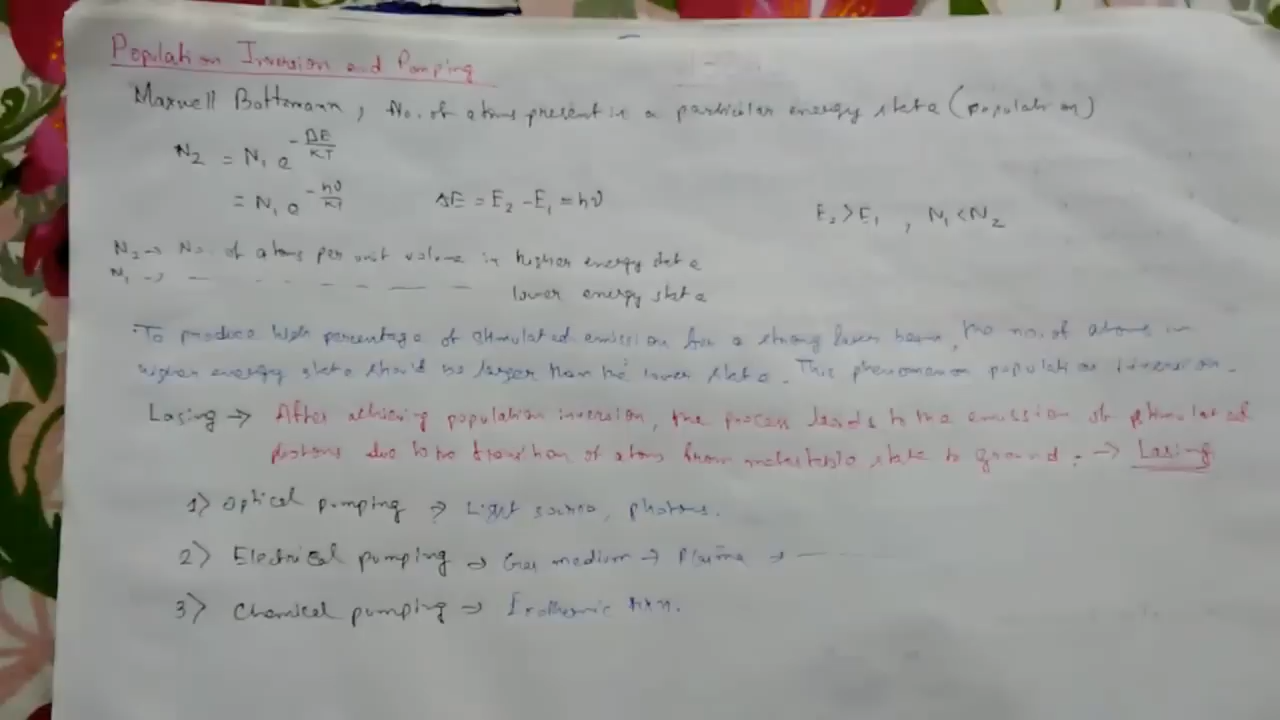 Population Inversion and Pumping
Maxwell Boltzmann, No. of atoms present in a particular energy state (population)
N₂ = N₁ e^(-ΔE/KT)
= N₁ e^(-hν/KT)    ΔE = E₂ - E₁ = hν    E₂ > E₁ , N₁ < N₂
N₂ → No. of atoms per unit volume in higher energy state
N₁ → — - - - — — — lower energy state
To produce high percentage of stimulated emission for a strong laser beam, the no. of atoms in
higher energy state should be larger than the lower state. This phenomenon population inversion.
Lasing → After achieving population inversion, the process leads to the emission of stimulated
photons due to the transition of atoms from metastable state to ground. → Lasing
1) Optical pumping → Light source, photons.
2) Electrical pumping → Gas medium → Plasma → ———
3) Chemical pumping → Exothermic rxn.